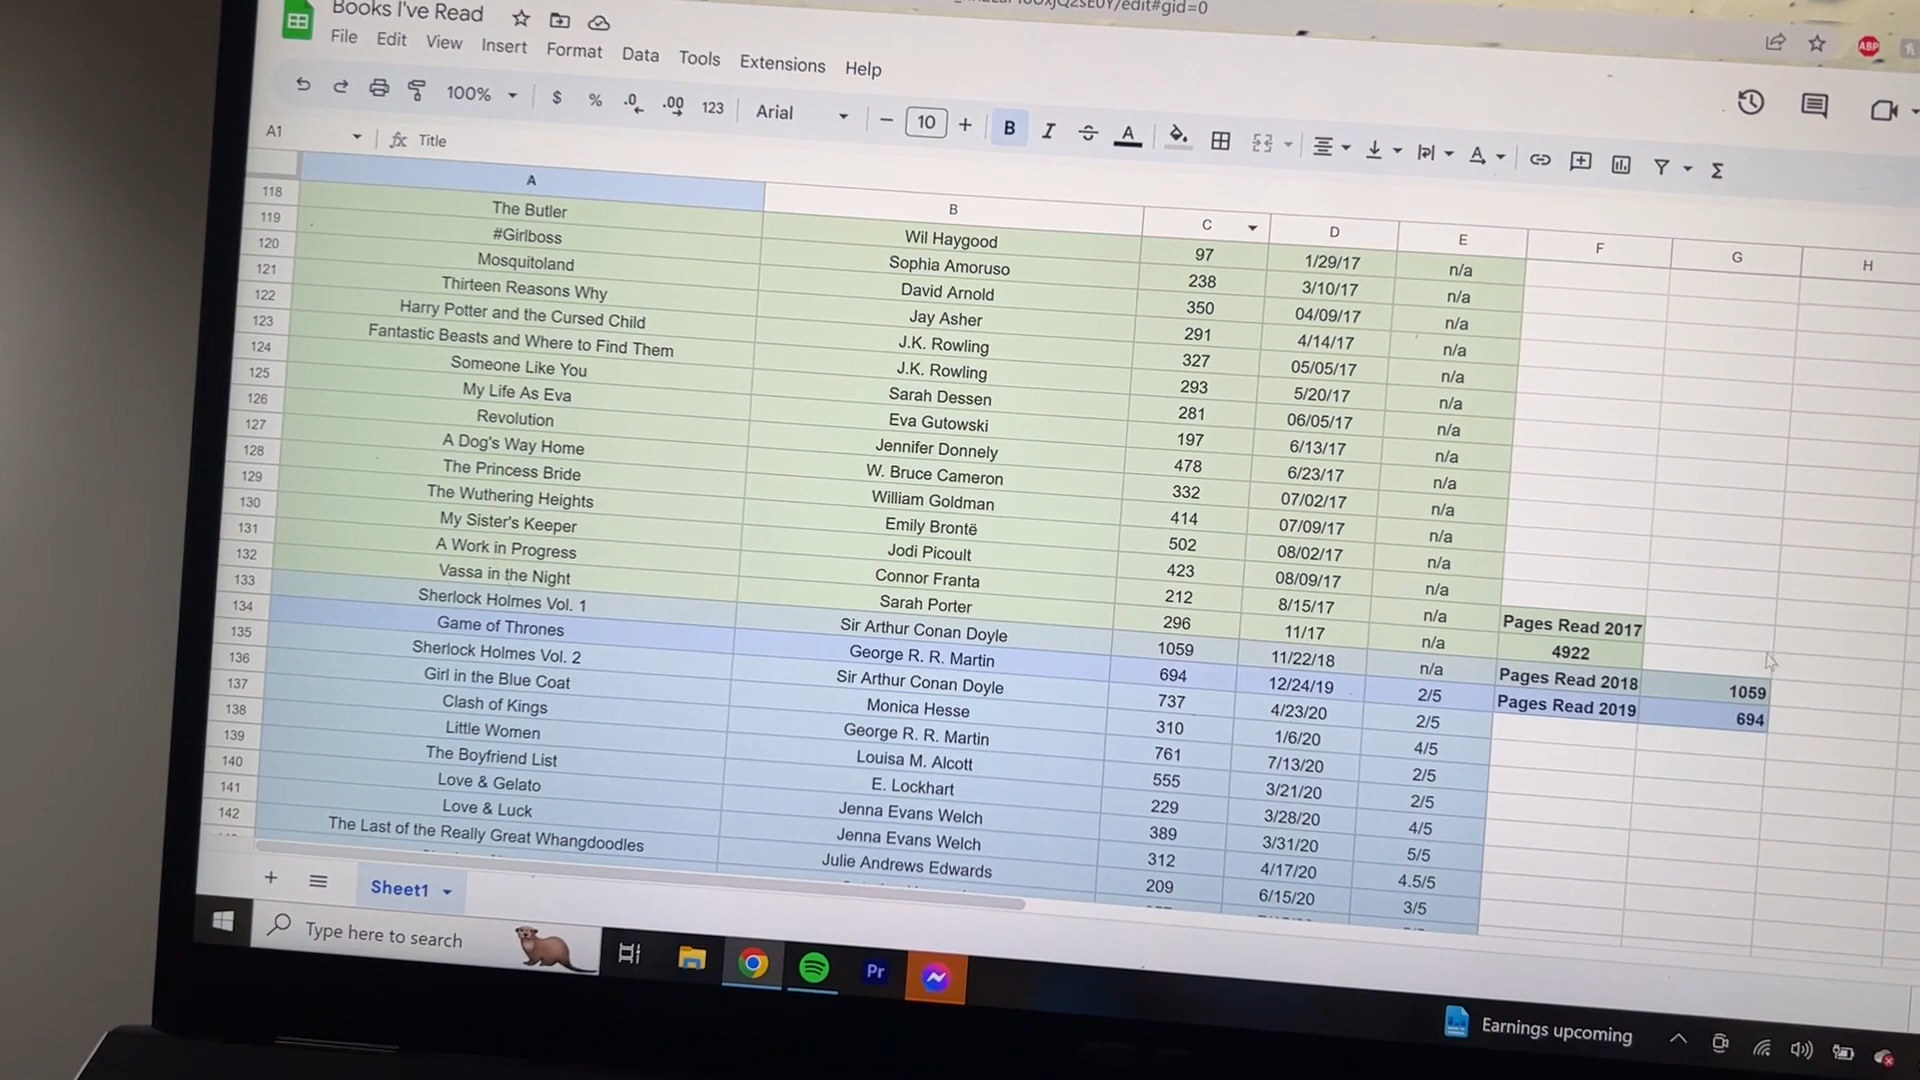 /edit#gid=0
Books I've Read
ABP
File Edit View Insert Format Data Tools Extensions Help
100% $ % .0 .00 123 Arial 10 B I S A
A1 fx Title
A B C D E F G H
118 The Butler Wil Haygood 97 1/29/17 n/a
119 #Girlboss Sophia Amoruso 238 3/10/17 n/a
120 Mosquitoland David Arnold 350 04/09/17 n/a
121 Thirteen Reasons Why Jay Asher 291 4/14/17 n/a
122 Harry Potter and the Cursed Child J.K. Rowling 327 05/05/17 n/a
123 Fantastic Beasts and Where to Find Them J.K. Rowling 293 5/20/17 n/a
124 Someone Like You Sarah Dessen 281 06/05/17 n/a
125 My Life As Eva Eva Gutowski 197 6/13/17 n/a
126 Revolution Jennifer Donnely 478 6/23/17 n/a
127 A Dog's Way Home W. Bruce Cameron 332 07/02/17 n/a
128 The Princess Bride William Goldman 414 07/09/17 n/a
129 The Wuthering Heights Emily Brontë 502 08/02/17 n/a
130 My Sister's Keeper Jodi Picoult 423 08/09/17 n/a
131 A Work in Progress Connor Franta 212 8/15/17 n/a Pages Read 2017
132 Vassa in the Night Sarah Porter 296 11/17 n/a 4922
133 Sherlock Holmes Vol. 1 Sir Arthur Conan Doyle 1059 11/22/18 n/a Pages Read 2018 1059
134 Game of Thrones George R. R. Martin 694 12/24/19 2/5 Pages Read 2019 694
135 Sherlock Holmes Vol. 2 Sir Arthur Conan Doyle 737 4/23/20 2/5
136 Girl in the Blue Coat Monica Hesse 310 1/6/20 4/5
137 Clash of Kings George R. R. Martin 761 7/13/20 2/5
138 Little Women Louisa M. Alcott 555 3/21/20 2/5
139 The Boyfriend List E. Lockhart 229 3/28/20 4/5
140 Love & Gelato Jenna Evans Welch 389 3/31/20 5/5
141 Love & Luck Jenna Evans Welch 312 4/17/20 4.5/5
142 The Last of the Really Great Whangdoodles Julie Andrews Edwards 209 6/15/20 3/5
Sheet1
Type here to search
Pr
Earnings upcoming